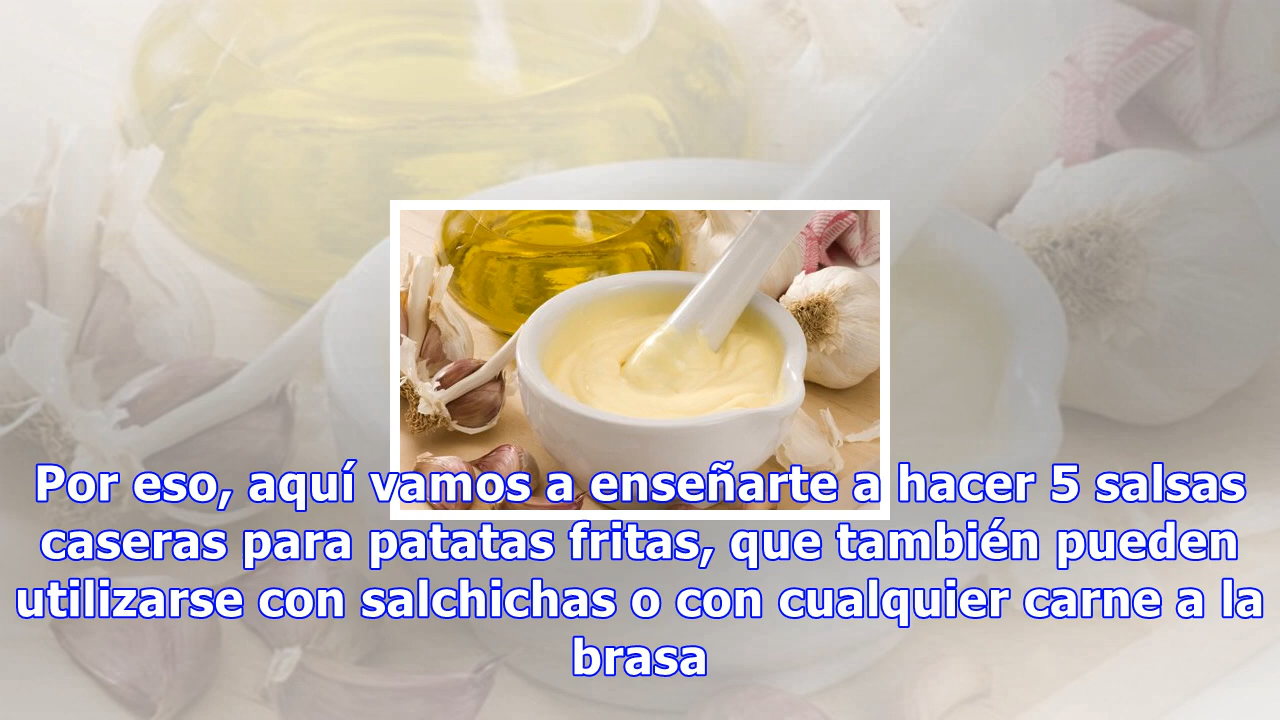 Por eso, aquí vamos a enseñarte a hacer 5 salsas
caseras para patatas fritas, que también pueden
utilizarse con salchichas o con cualquier carne a la
brasa